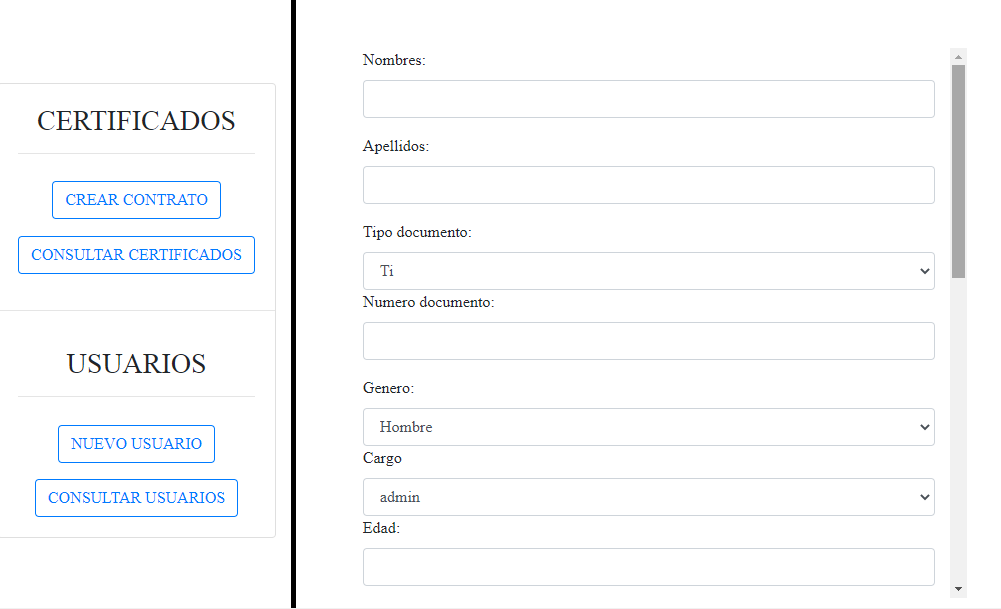 CERTIFICADOS
CREAR CONTRATO
CONSULTAR CERTIFICADOS
USUARIOS
NUEVO USUARIO
CONSULTAR USUARIOS
Nombres:
Apellidos:
Tipo documento:
Ti
Numero documento:
Genero:
Hombre
Cargo
admin
Edad: